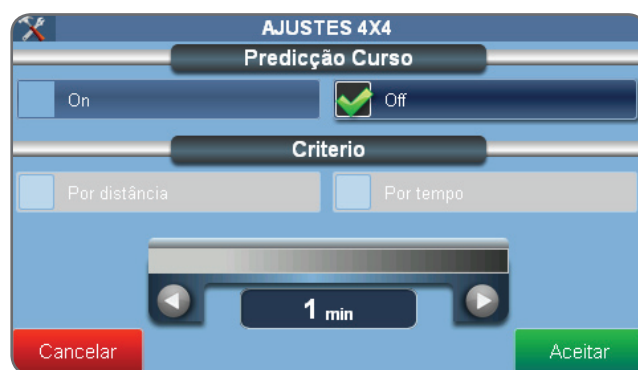 AJUSTES 4X4
Predicção Curso
On Off
Criterio
Por distância Por tempo
1 min
Cancelar Aceitar